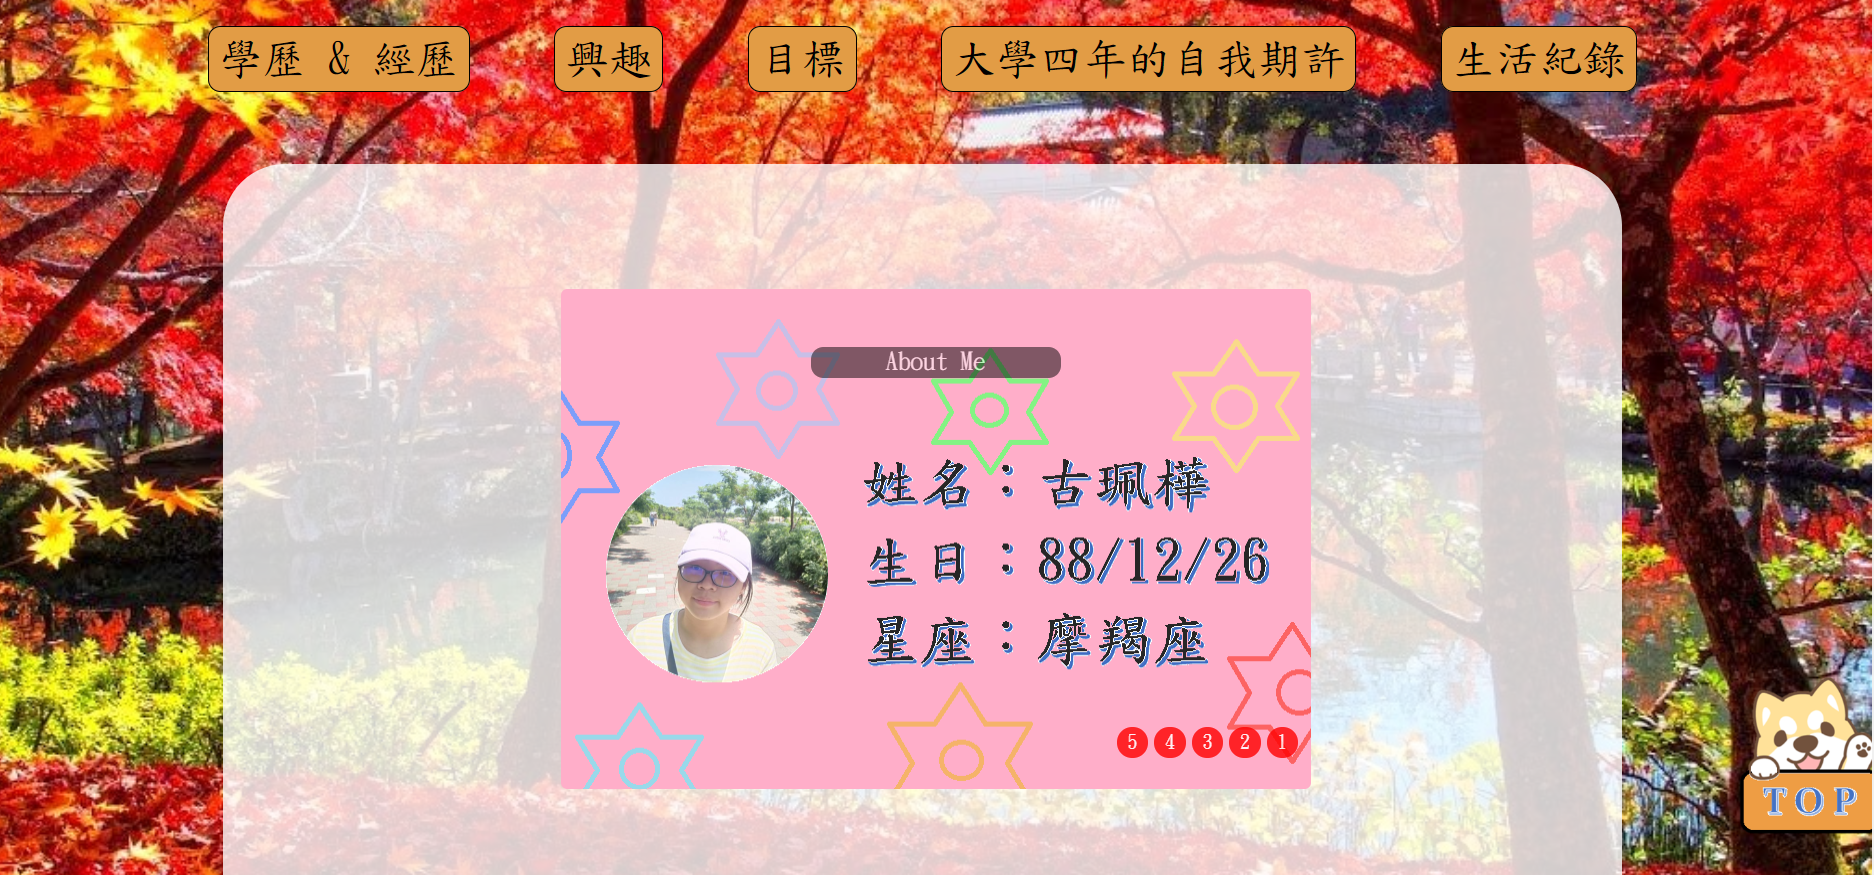 學歷 & 經歷
興趣
目標
大學四年的自我期許
生活紀錄
About Me
姓名：古珮樺
生日：88/12/26
星座：摩羯座
5 4 3 2 1
TOP